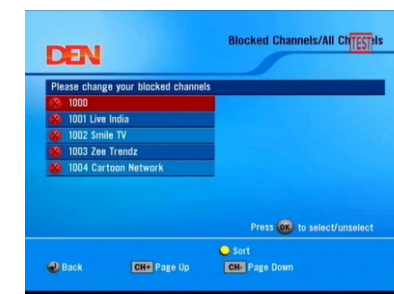 DEN
Blocked Channels/All Ch TEST ls
Please change your blocked channels
1000
1001 Live India
1002 Smile TV
1003 Zee Trendz
1004 Cartoon Network
Press OK to select/unselect
Sort
Back CH+ Page Up CH- Page Down